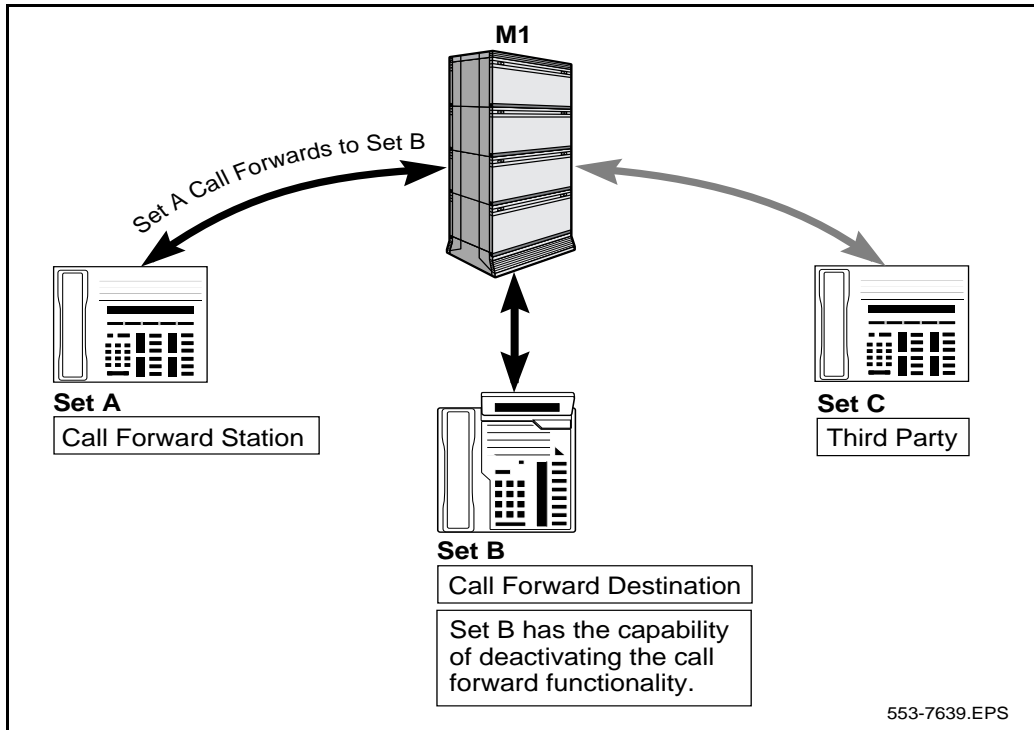 M1
Set A Call Forwards to Set B
Set A
Call Forward Station
Set C
Third Party
Set B
Call Forward Destination
Set B has the capability
of deactivating the call
forward functionality.
553-7639.EPS